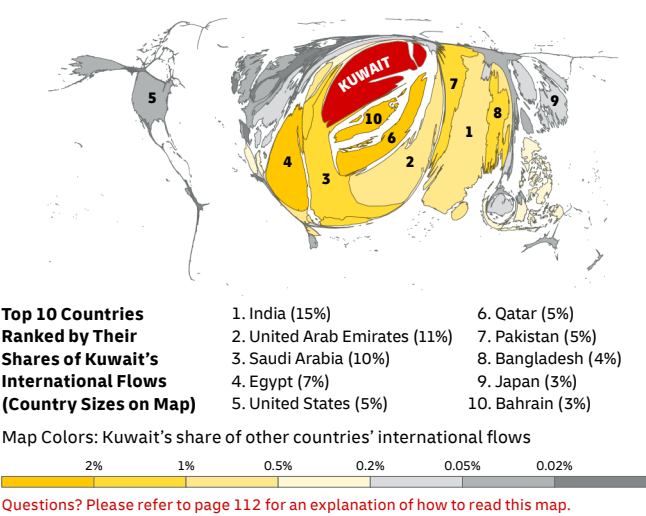 KUWAIT
5
7
9
10
8
1
6
4
2
3
Top 10 Countries
Ranked by Their
Shares of Kuwait's
International Flows
(Country Sizes on Map)
1. India (15%)
2. United Arab Emirates (11%)
3. Saudi Arabia (10%)
4. Egypt (7%)
5. United States (5%)
6. Qatar (5%)
7. Pakistan (5%)
8. Bangladesh (4%)
9. Japan (3%)
10. Bahrain (3%)
Map Colors: Kuwait's share of other countries' international flows
2% 1% 0.5% 0.2% 0.05% 0.02%
Questions? Please refer to page 112 for an explanation of how to read this map.